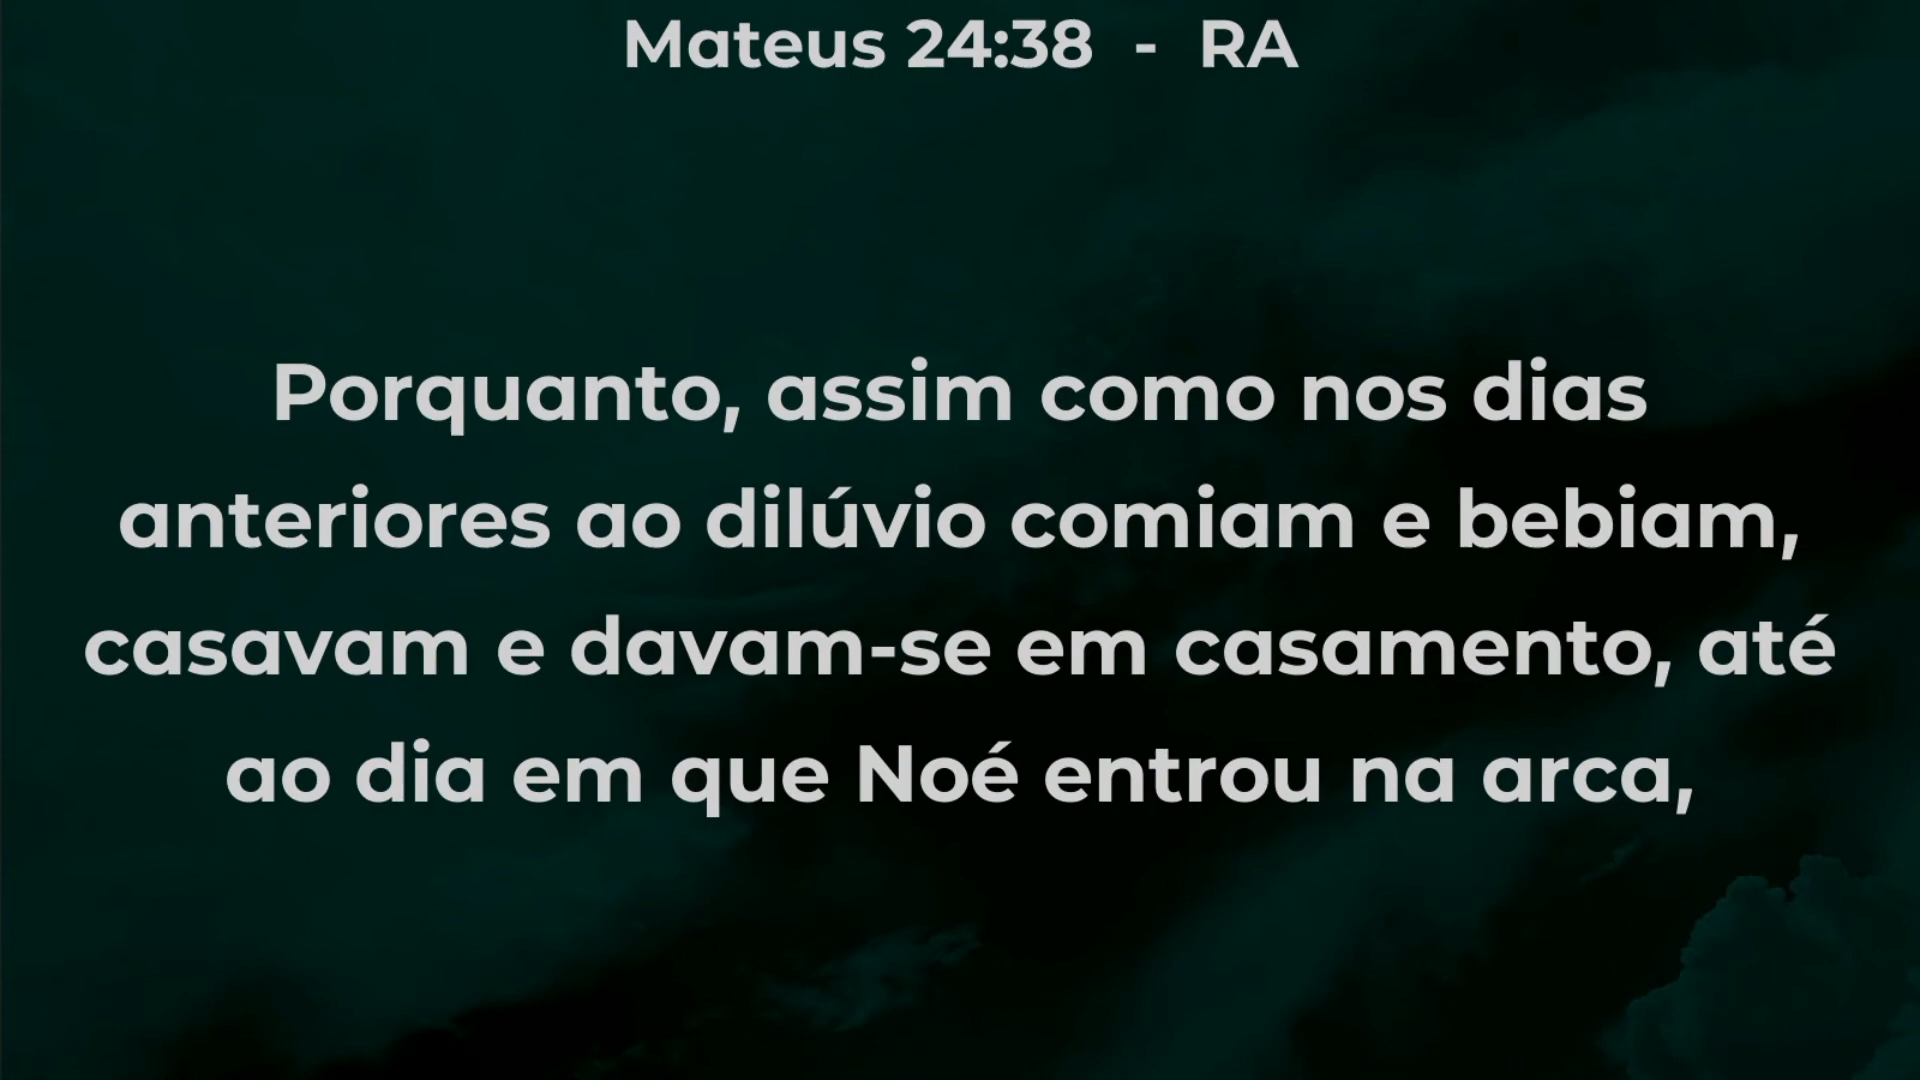 Mateus 24:38 - RA
Porquanto, assim como nos dias
anteriores ao dilúvio comiam e bebiam,
casavam e davam-se em casamento, até
ao dia em que Noé entrou na arca,